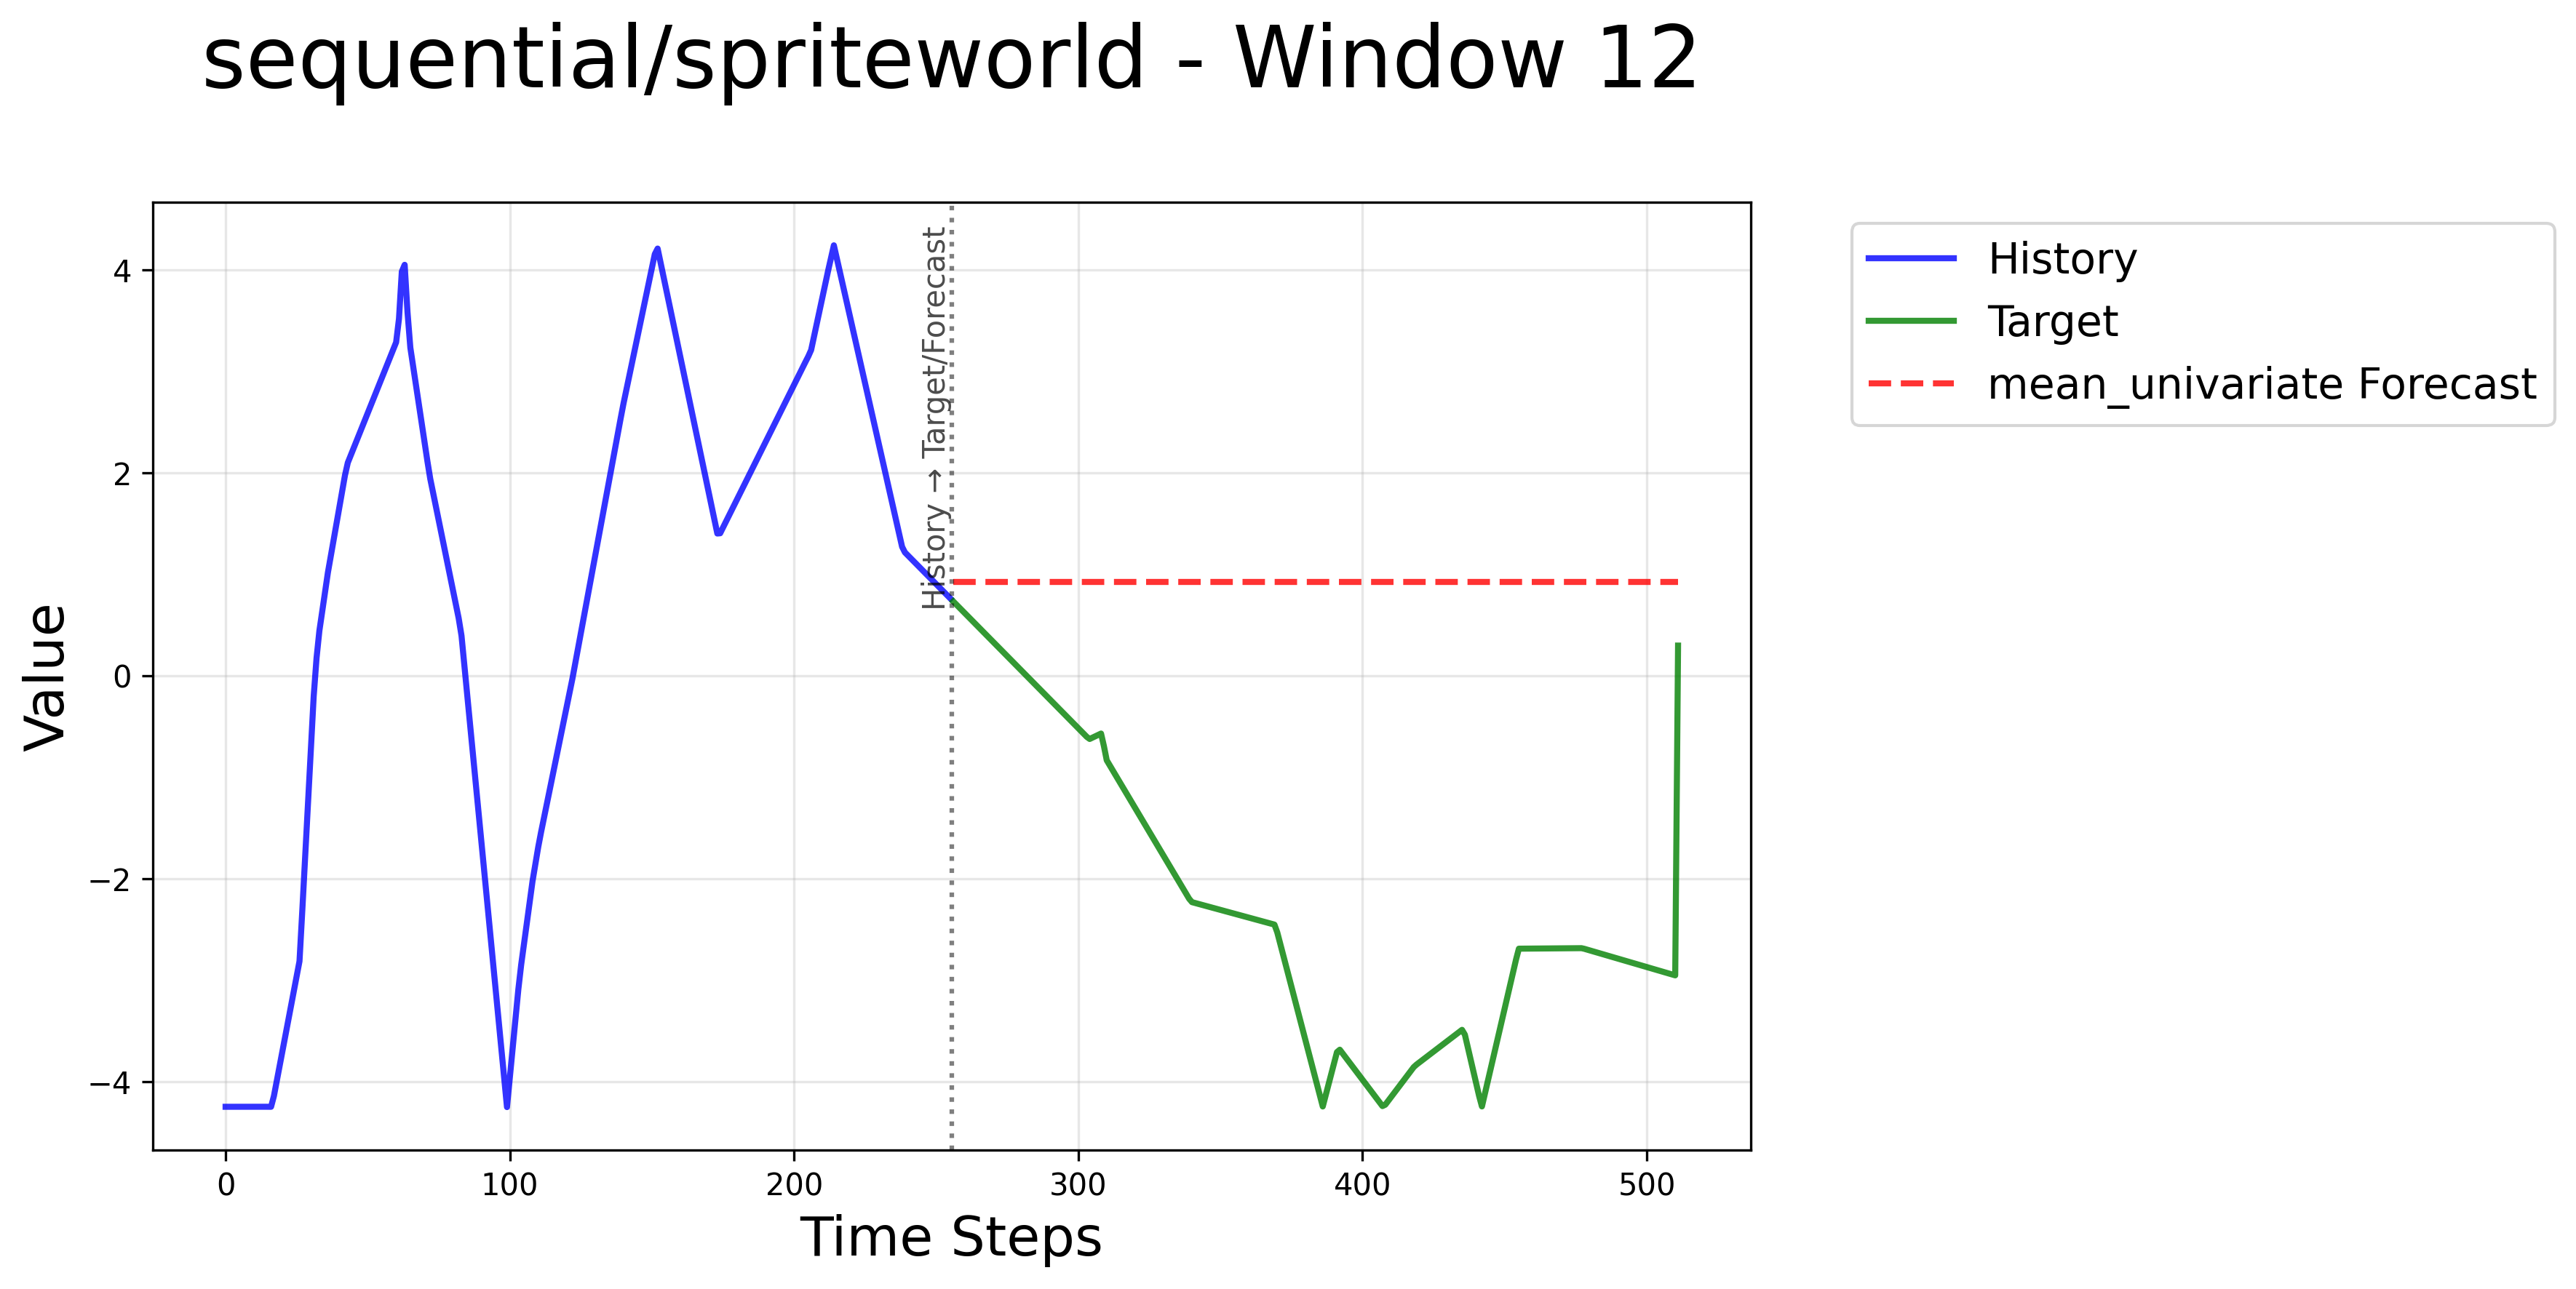 sequential/spriteworld - Window 12
History
Target
mean_univariate Forecast
History → Target/Forecast
Value
4
2
0
−2
−4
0
100
200
300
400
500
Time Steps